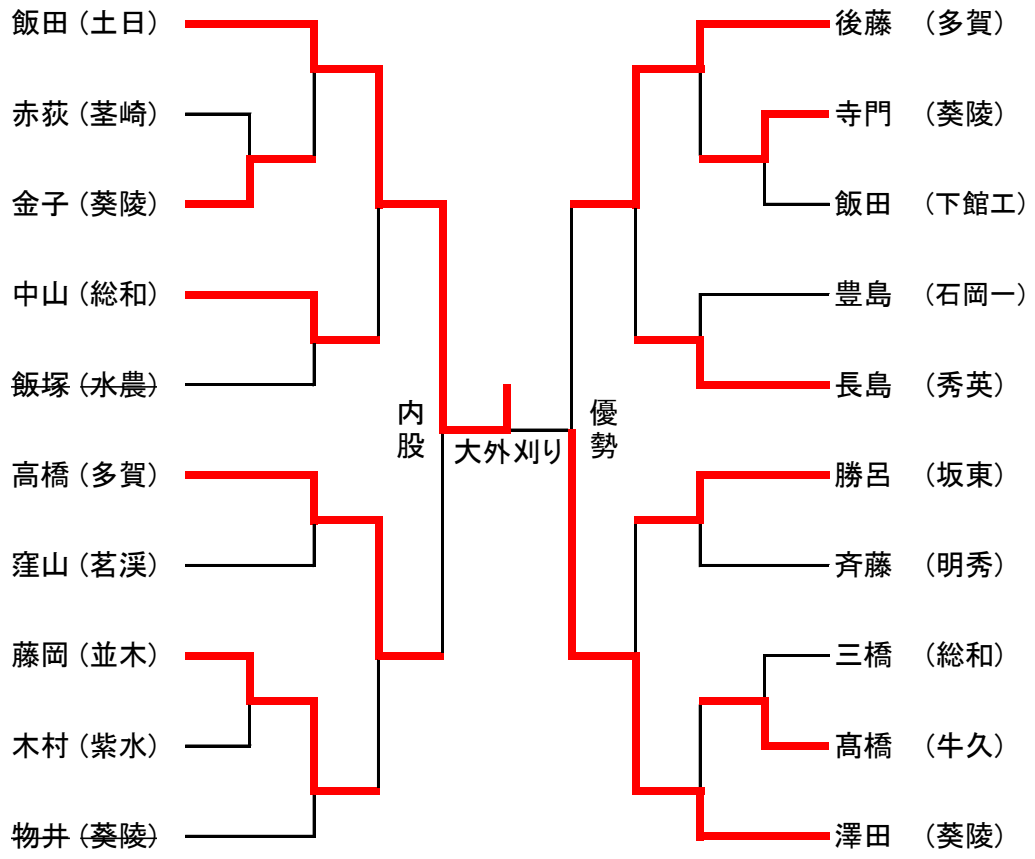 飯田（土日）
赤荻（茎崎）
金子（葵陵）
中山（総和）
飯塚（水農）
高橋（多賀）
窪山（茗渓）
藤岡（並木）
木村（紫水）
物井（葵陵）
内股
大外刈り
優勢
後藤　（多賀）
寺門　（葵陵）
飯田　（下館工）
豊島　（石岡一）
長島　（秀英）
勝呂　（坂東）
斉藤　（明秀）
三橋　（総和）
髙橋　（牛久）
澤田　（葵陵）